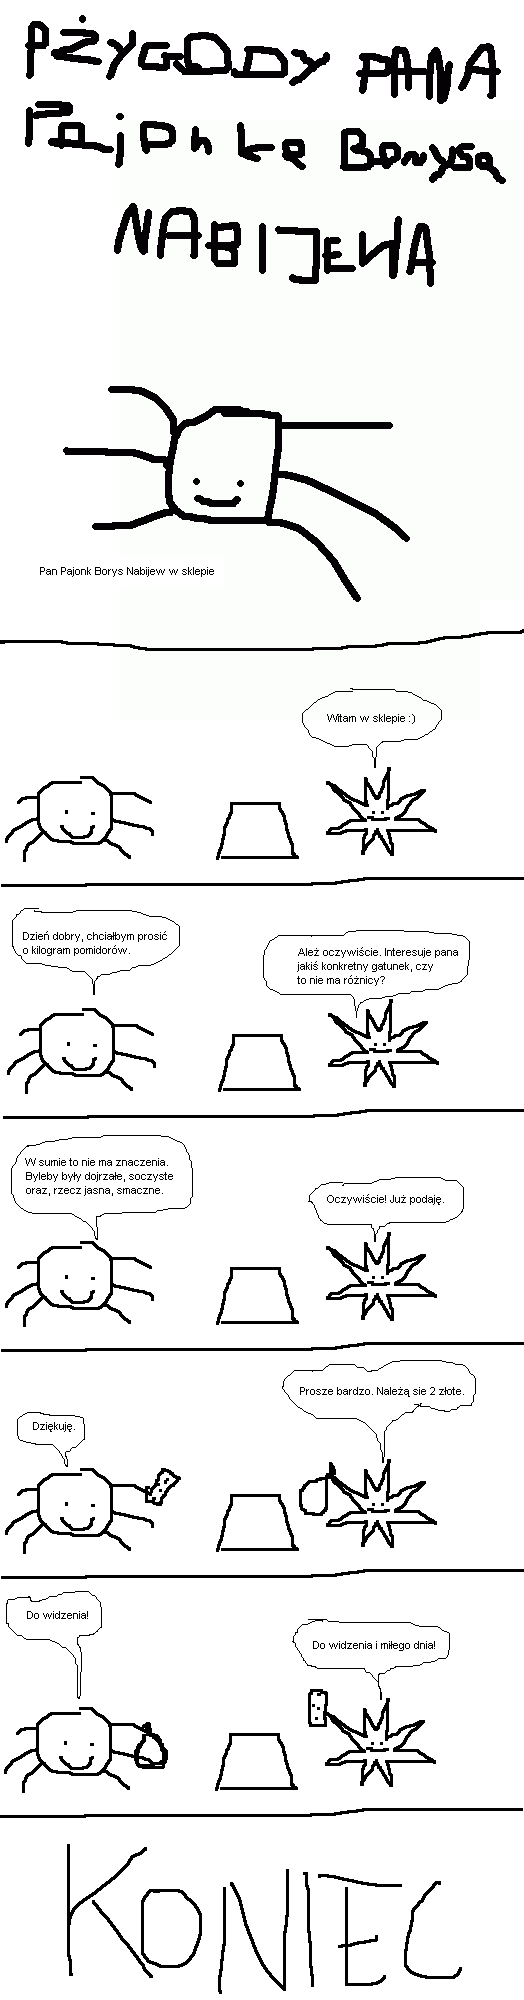 PŻYGODY PANA
Pajonka Borysa
NABIJEWA
Pan Pajonk Borys Nabijew w sklepie
Witam w sklepie :)
Dzień dobry, chciałbym prosić
o kilogram pomidorów.
Ależ oczywiście. Interesuje pana
jakiś konkretny gatunek, czy
to nie ma różnicy?
W sumie to nie ma znaczenia.
Byleby były dojrzałe, soczyste
oraz, rzecz jasna, smaczne.
Oczywiście! Już podaję.
Prosze bardzo. Należą sie 2 złote.
Dziękuję.
Do widzenia!
Do widzenia i miłego dnia!
KONIEC